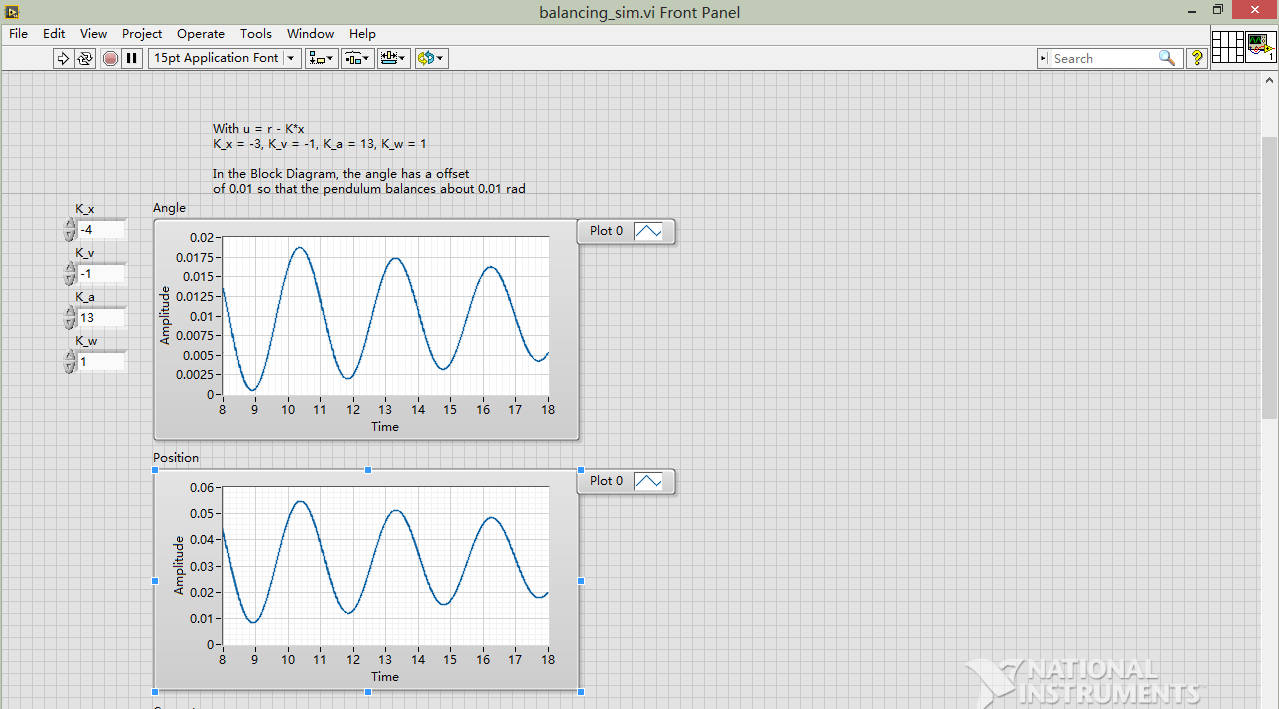 balancing_sim.vi Front Panel
File Edit View Project Operate Tools Window Help
15pt Application Font
Search
?
1
With u = r - K*x
K_x = -3, K_v = -1, K_a = 13, K_w = 1
In the Block Diagram, the angle has a offset
of 0.01 so that the pendulum balances about 0.01 rad
K_x
-4
K_v
-1
K_a
13
K_w
1
Angle
Plot 0
0.02
0.0175
0.015
0.0125
0.01
0.0075
0.005
0.0025
0
Amplitude
8 9 10 11 12 13 14 15 16 17 18
Time
Position
Plot 0
0.06
0.05
0.04
0.03
0.02
0.01
0
Amplitude
8 9 10 11 12 13 14 15 16 17 18
Time
NATIONAL
INSTRUMENTS